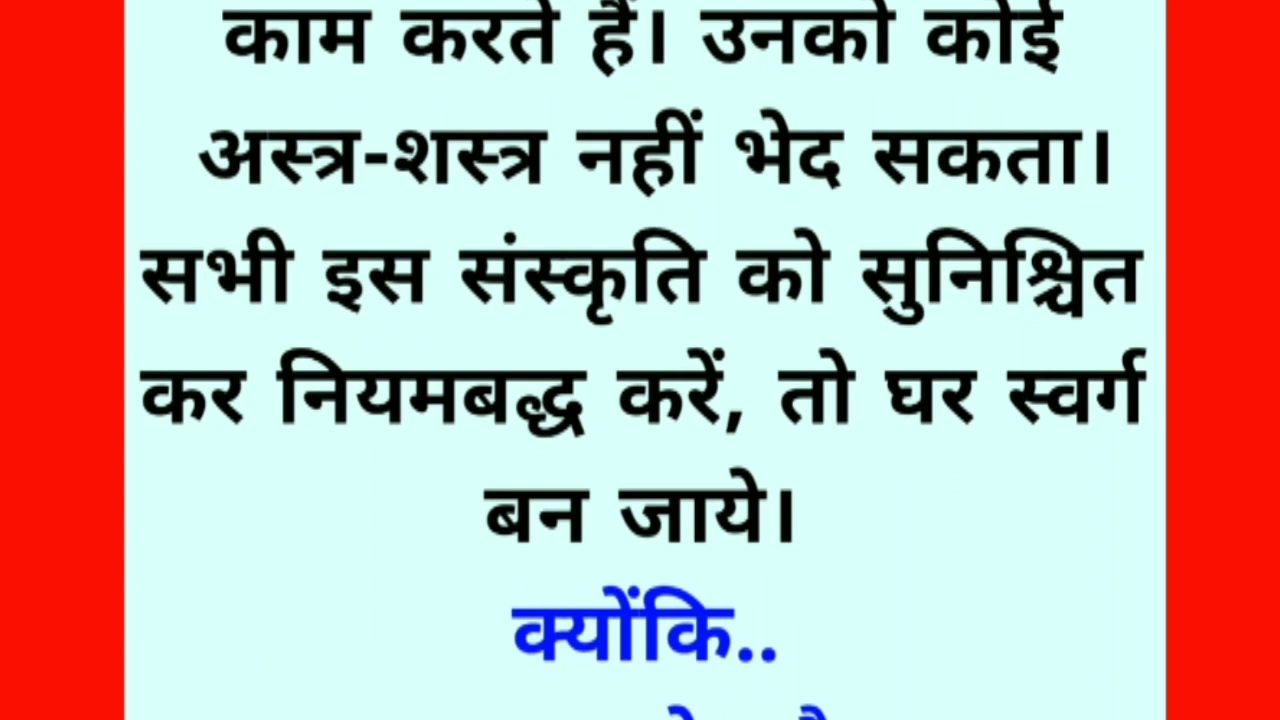 काम करते हैं। उनको कोई
अस्त्र-शस्त्र नहीं भेद सकता।
सभी इस संस्कृति को सुनिश्चित
कर नियमबद्ध करें, तो घर स्वर्ग
बन जाये।
क्योंकि..